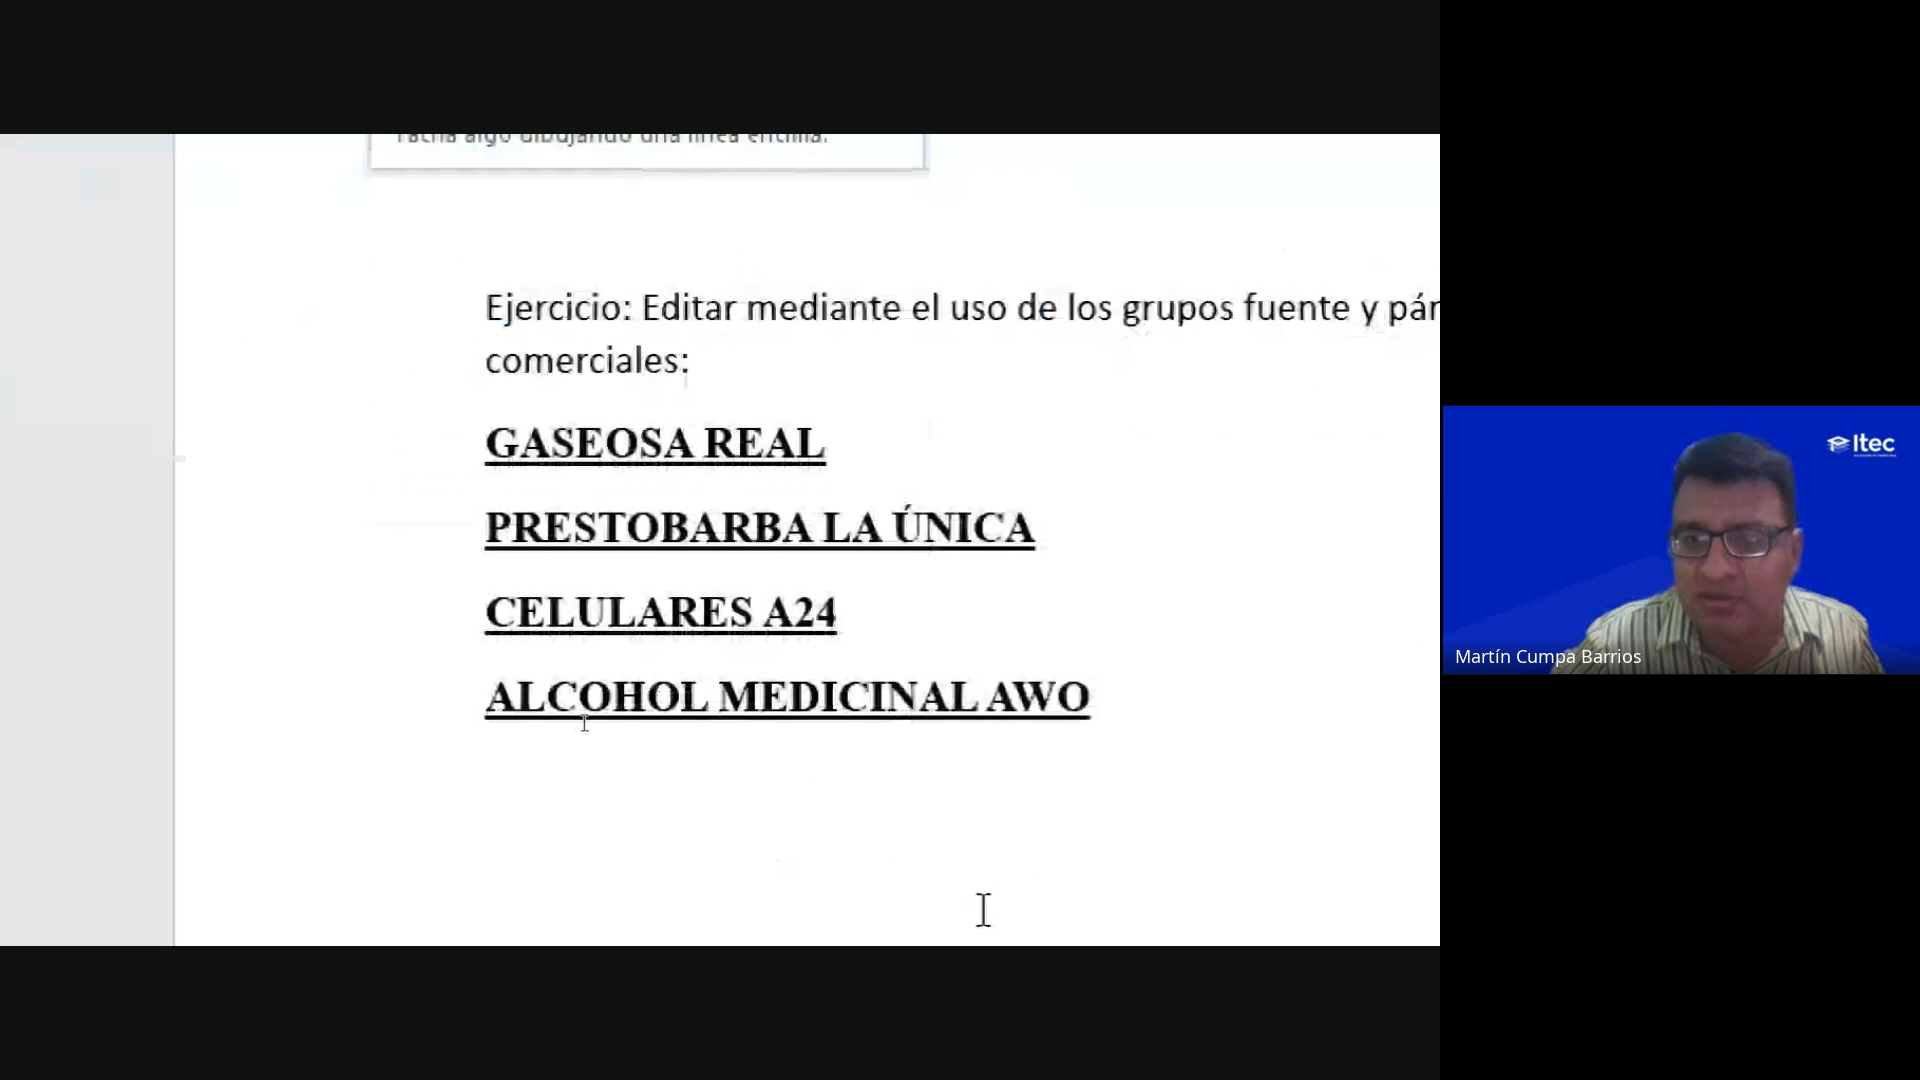 Ejercicio: Editar mediante el uso de los grupos fuente y pár
comerciales:
GASEOSA REAL
PRESTOBARBA LA ÚNICA
CELULARES A24
ALCOHOL MEDICINAL AWO
Itec
Martín Cumpa Barrios